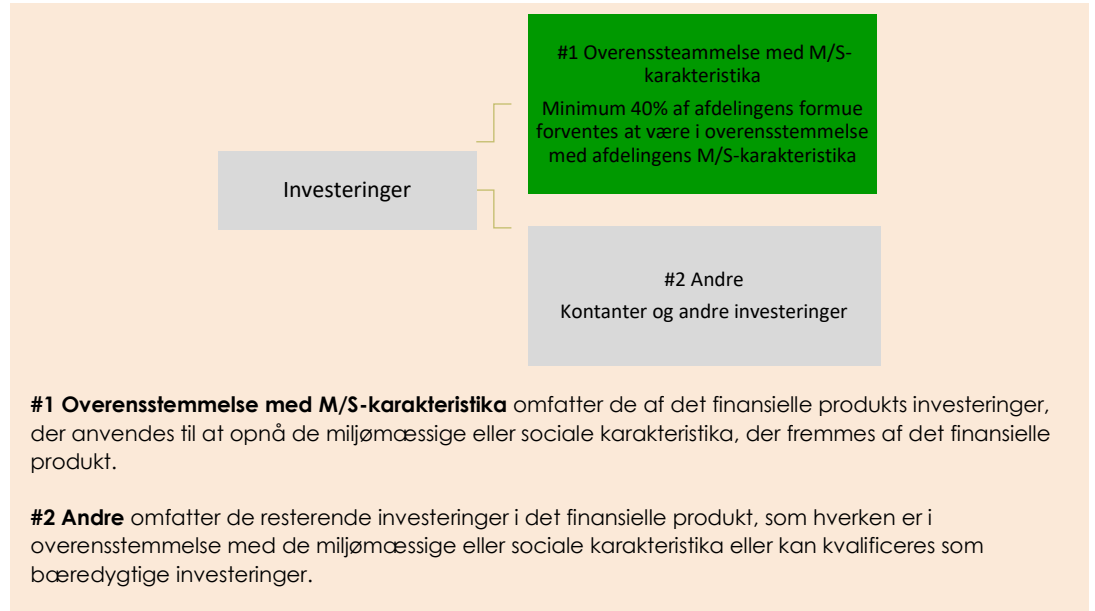 #1 Overenssteammelse med M/S-
karakteristika
Minimum 40% af afdelingens formue
forventes at være i overensstemmelse
med afdelingens M/S-karakteristika
Investeringer
#2 Andre
Kontanter og andre investeringer
#1 Overensstemmelse med M/S-karakteristika omfatter de af det finansielle produkts investeringer,
der anvendes til at opnå de miljømæssige eller sociale karakteristika, der fremmes af det finansielle
produkt.
#2 Andre omfatter de resterende investeringer i det finansielle produkt, som hverken er i
overensstemmelse med de miljømæssige eller sociale karakteristika eller kan kvalificeres som
bæredygtige investeringer.